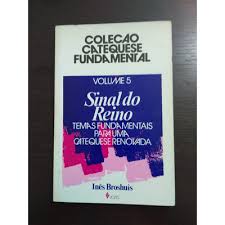 COLEÇÃO
CATEQUESE
FUNDAMENTAL
VOLUME 5
Sinal do
Reino
TEMAS FUNDAMENTAIS
PARA UMA
CATEQUESE RENOVADA
Inês Broshuis